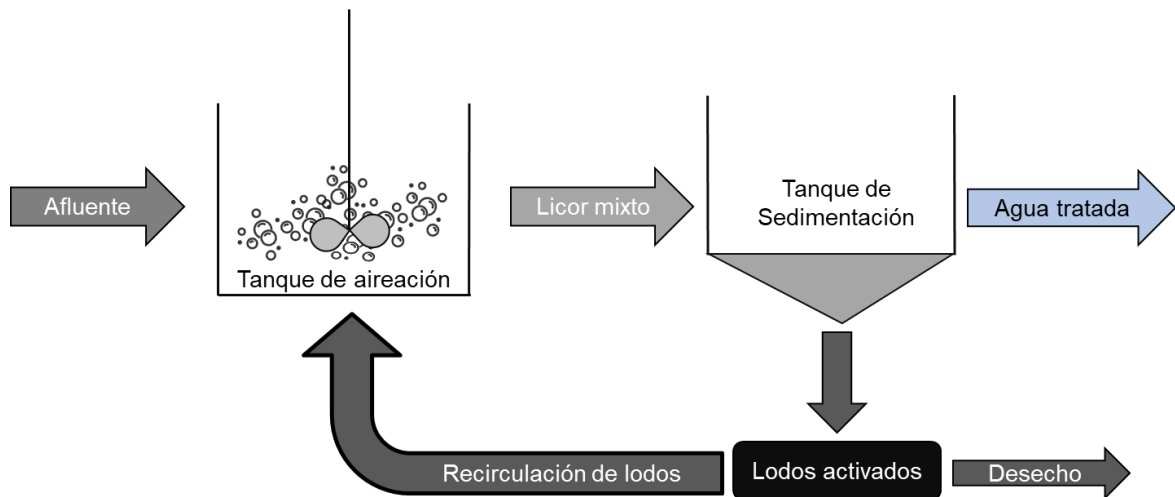 Afluente
Tanque de aireación
Licor mixto
Tanque de
Sedimentación
Agua tratada
Recirculación de lodos
Lodos activados
Desecho